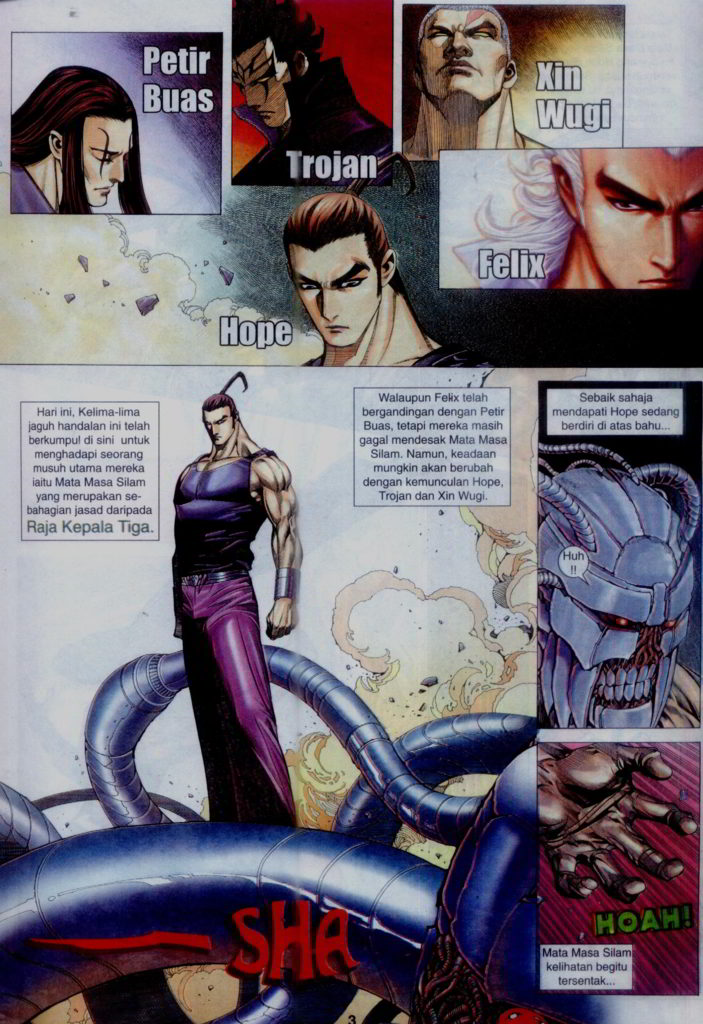 Petir
Buas
Trojan
Xin
Wugi
Felix
Hope
Hari ini, Kelima-lima
jaguh handalan ini telah
berkumpul di sini untuk
menghadapi seorang
musuh utama mereka
iaitu Mata Masa Silam
yang merupakan se-
bahagian jasad daripada
Raja Kepala Tiga.
Walaupun Felix telah
bergandingan dengan Petir
Buas, tetapi mereka masih
gagal mendesak Mata Masa
Silam. Namun, keadaan
mungkin akan berubah
dengan kemunculan Hope,
Trojan dan Xin Wugi.
Sebaik sahaja
mendapati Hope sedang
berdiri di atas bahu...
Huh
!!
HOAH!
Mata Masa Silam
kelihatan begitu
tersentak...
SHA
3